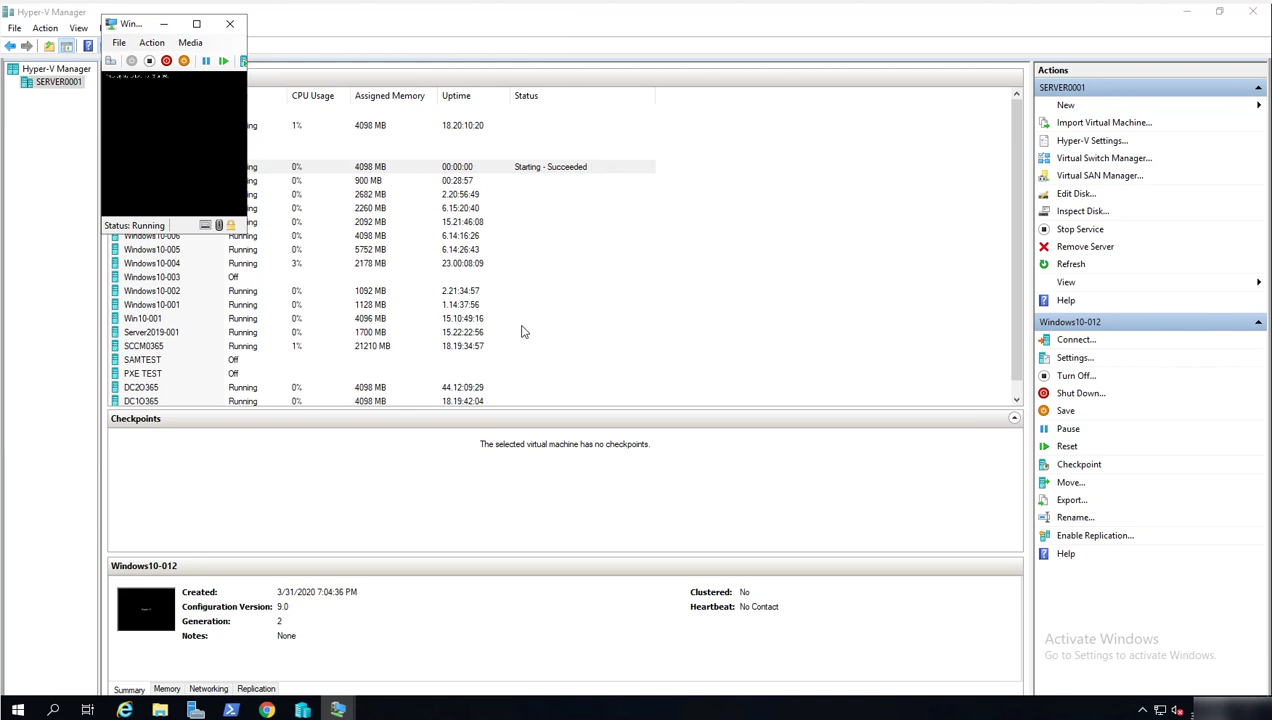 Hyper-V Manager
File Action View
Win...
File Action Media
Status: Running
Hyper-V Manager
SERVER0001
CPU Usage Assigned Memory Uptime Status
1% 4098 MB 18.20:10:20
0% 4098 MB 00:00:00 Starting - Succeeded
0% 900 MB 00:28:57
0% 2682 MB 2.20:56:49
0% 2260 MB 6.15:20:40
0% 2092 MB 15.21:46:08
Windows10-006 Running 0% 4098 MB 6.14:16:26
Windows10-005 Running 0% 5752 MB 6.14:26:43
Windows10-004 Running 3% 2178 MB 23.00:08:09
Windows10-003 Off
Windows10-002 Running 0% 1092 MB 2.21:34:57
Windows10-001 Running 0% 1128 MB 1.14:37:56
Win10-001 Running 0% 4096 MB 15.10:49:16
Server2019-001 Running 0% 1700 MB 15.22:22:56
SCCM0365 Running 1% 21210 MB 18.19:34:57
SAMTEST Off
PXE TEST Off
DC2O365 Running 0% 4098 MB 44.12:09:29
DC1O365 Running 0% 4098 MB 18.19:42:04
Checkpoints
The selected virtual machine has no checkpoints.
Windows10-012
Created: 3/31/2020 7:04:36 PM
Configuration Version: 9.0
Generation: 2
Notes: None
Clustered: No
Heartbeat: No Contact
Summary Memory Networking Replication
Actions
SERVER0001
New
Import Virtual Machine...
Hyper-V Settings...
Virtual Switch Manager...
Virtual SAN Manager...
Edit Disk...
Inspect Disk...
Stop Service
Remove Server
Refresh
View
Help
Windows10-012
Connect...
Settings...
Turn Off...
Shut Down...
Save
Pause
Reset
Checkpoint
Move...
Export...
Rename...
Enable Replication...
Help
Activate Windows
Go to Settings to activate Windows.